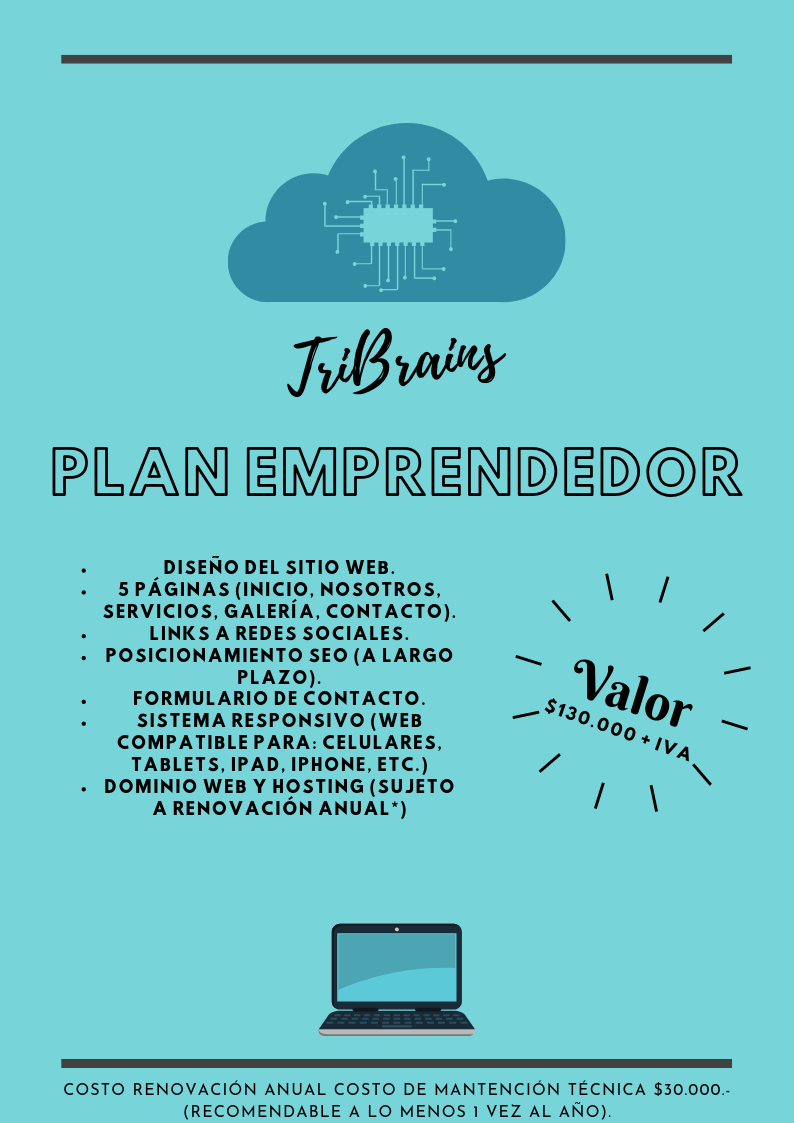 TriBrains
PLAN EMPRENDEDOR
• DISEÑO DEL SITIO WEB.
• 5 PÁGINAS (INICIO, NOSOTROS,
SERVICIOS, GALERÍA, CONTACTO).
• LINKS A REDES SOCIALES.
• POSICIONAMIENTO SEO (A LARGO
PLAZO).
• FORMULARIO DE CONTACTO.
• SISTEMA RESPONSIVO (WEB
COMPATIBLE PARA: CELULARES,
TABLETS, IPAD, IPHONE, ETC.)
• DOMINIO WEB Y HOSTING (SUJETO
A RENOVACIÓN ANUAL*)
Valor
$130.000 + IVA
COSTO RENOVACIÓN ANUAL COSTO DE MANTENCIÓN TÉCNICA $30.000.-
(RECOMENDABLE A LO MENOS 1 VEZ AL AÑO).